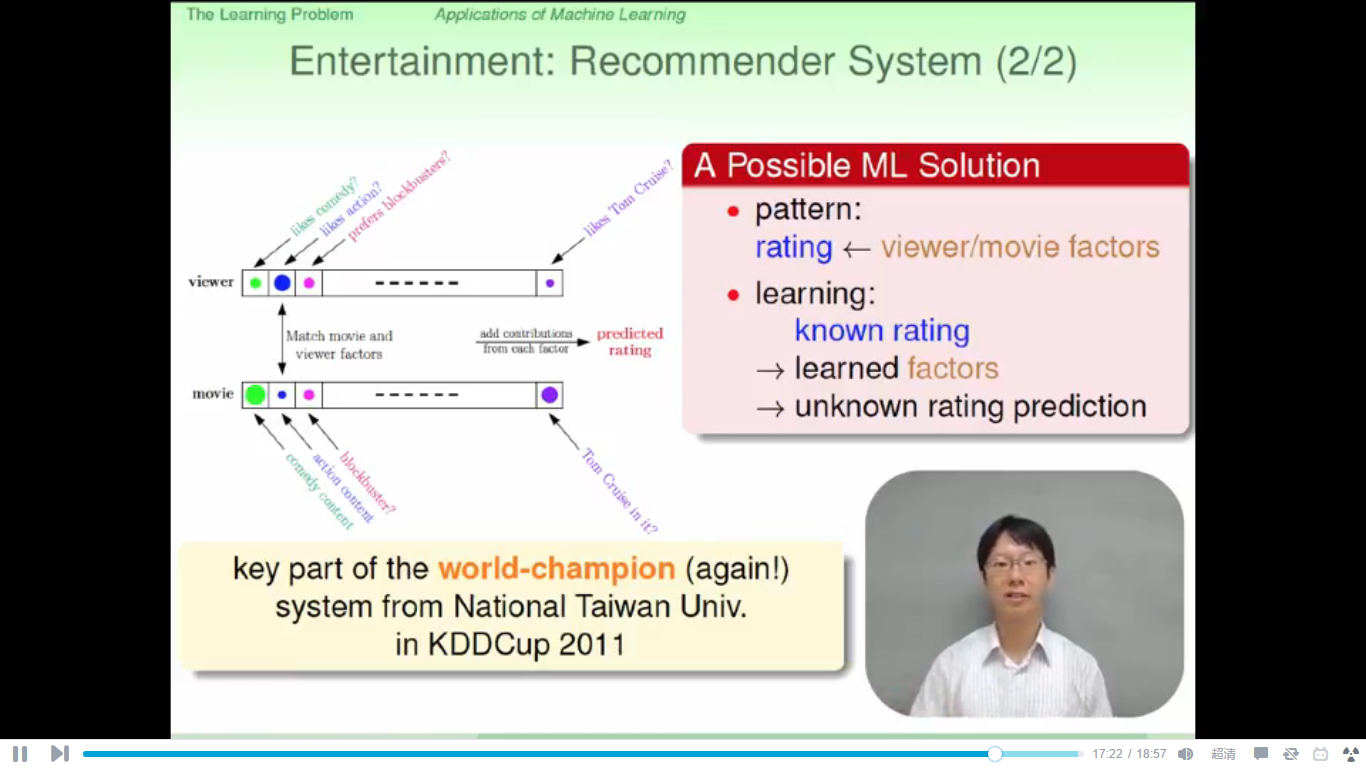 The Learning Problem
Applications of Machine Learning
Entertainment: Recommender System (2/2)
likes comedy?
likes action?
prefers blockbusters?
likes Tom Cruise?
viewer
Match movie and
viewer factors
add contributions
from each factor
predicted
rating
movie
comedy content
action content
blockbuster?
Tom Cruise in it?
A Possible ML Solution
• pattern:
rating ← viewer/movie factors
• learning:
known rating
→ learned factors
→ unknown rating prediction
key part of the world-champion (again!)
system from National Taiwan Univ.
in KDDCup 2011
17:22 / 18:57
超清